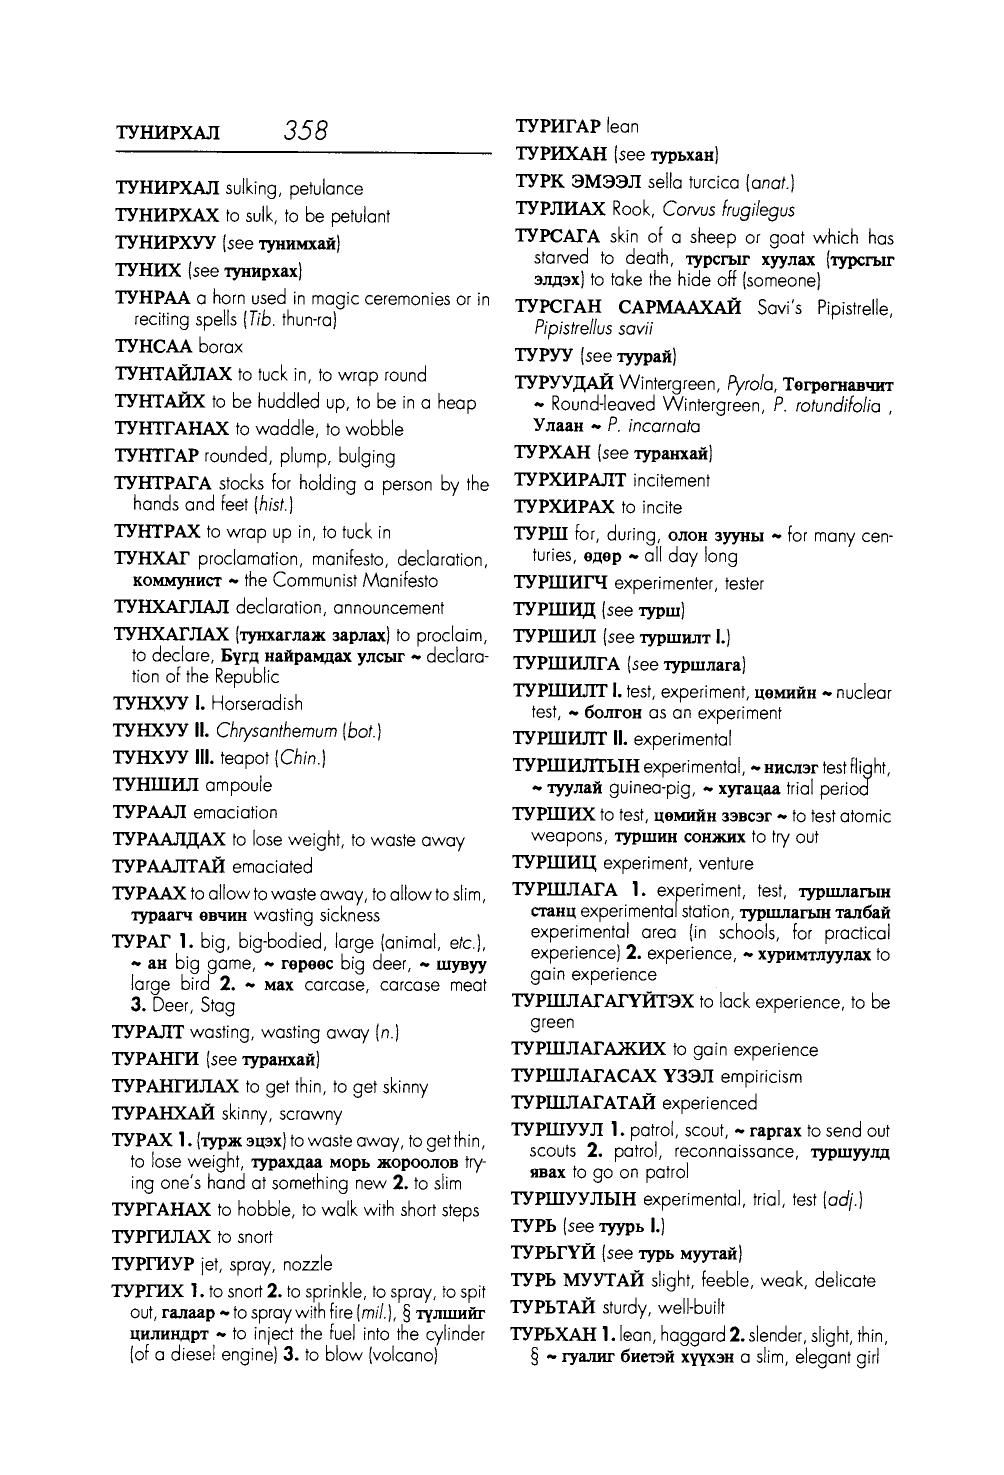 ТУНИРХАЛ 358
ТУНИРХАЛ sulking, petulance
ТУНИРХАХ to sulk, to be petulant
ТУНИРХУУ (see тунимхай)
ТУНИХ (see тунирхах)
ТУНРАА a horn used in magic ceremonies or in
reciting spells (Tib. thun-ra)
ТУНСАА borax
ТУНТАЙЛАХ to tuck in, to wrap round
ТУНТАЙХ to be huddled up, to be in a heap
ТУНТГАНАХ to waddle, to wobble
ТУНТГАР rounded, plump, bulging
ТУНТРАГА stocks for holding a person by the
hands and feet (hist.)
ТУНТРАХ to wrap up in, to tuck in
ТУНХАГ proclamation, manifesto, declaration,
коммунист ~ the Communist Manifesto
ТУНХАГЛАЛ declaration, announcement
ТУНХАГЛАХ (тунхаглаж зарлах) to proclaim,
to declare, Бүгд найрамдах улсыг ~ declara-
tion of the Republic
ТУНХУУ I. Horseradish
ТУНХУУ II. Chrysanthemum (bot.)
ТУНХУУ III. teapot (Chin.)
ТУНШИЛ ampoule
ТУРААЛ emaciation
ТУРААЛДАХ to lose weight, to waste away
ТУРААЛТАЙ emaciated
ТУРААХ to allow to waste away, to allow to slim,
тураагч өвчин wasting sickness
ТУРАГ 1. big, big-bodied, large (animal, etc.),
~ ан big game, ~ гөрөөс big deer, ~ шувуу
large bird 2. ~ мах carcase, carcase meat
3. Deer, Stag
ТУРАЛТ wasting, wasting away (n.)
ТУРАНГИ (see туранхай)
ТУРАНГИЛАХ to get thin, to get skinny
ТУРАНХАЙ skinny, scrawny
ТУРАХ 1. (турж эцэх) to waste away, to get thin,
to lose weight, турахдаа морь жороолов try-
ing one's hand at something new 2. to slim
ТУРГАНАХ to hobble, to walk with short steps
ТУРГИЛАХ to snort
ТУРГИУР jet, spray, nozzle
ТУРГИХ 1. to snort 2. to sprinkle, to spray, to spit
out, галаар ~ to spray with fire (mil.), § түлшийг
цилиндрт ~ to inject the fuel into the cylinder
(of a diesel engine) 3. to blow (volcano)
ТУРИГАР lean
ТУРИХАН (see турьхан)
ТУРК ЭМЭЭЛ sella turcica (anat.)
ТУРЛИАХ Rook, Corvus frugilegus
ТУРСАГА skin of a sheep or goat which has
starved to death, турсгыг хуулах (турсгыг
элдэх) to take the hide off (someone)
ТУРСГАН САРМААХАЙ Savi's Pipistrelle,
Pipistrellus savii
ТУРУУ (see туурай)
ТУРУУДАЙ Wintergreen, Pyrola, Төгрөгнавчит
~ Round-leaved Wintergreen, P. rotundifolia ,
Улаан ~ P. incarnata
ТУРХАН (see туранхай)
ТУРХИРАЛТ incitement
ТУРХИРАХ to incite
ТУРШ for, during, олон зууны ~ for many cen-
turies, өдөр ~ all day long
ТУРШИГЧ experimenter, tester
ТУРШИД (see турш)
ТУРШИЛ (see туршилт I.)
ТУРШИЛГА (see туршлага)
ТУРШИЛТ I. test, experiment, цөмийн ~ nuclear
test, ~ болгон as an experiment
ТУРШИЛТ II. experimental
ТУРШИЛТЫН experimental, ~ нислэг test flight,
~ туулай guinea-pig, ~ хугацаа trial period
ТУРШИХ to test, цөмийн зэвсэг ~ to test atomic
weapons, туршин сонжих to try out
ТУРШИЦ experiment, venture
ТУРШЛАГА 1. experiment, test, туршлагын
станц experimental station, туршлагын талбай
experimental area (in schools, for practical
experience) 2. experience, ~ хуримтлуулах to
gain experience
ТУРШЛАГАГҮЙТЭХ to lack experience, to be
green
ТУРШЛАГАЖИХ to gain experience
ТУРШЛАГАСАХ ҮЗЭЛ empiricism
ТУРШЛАГАТАЙ experienced
ТУРШУУЛ 1. patrol, scout, ~ гаргах to send out
scouts 2. patrol, reconnaissance, туршуулд
явах to go on patrol
ТУРШУУЛЫН experimental, trial, test (adj.)
ТУРЬ (see туурь I.)
ТУРЬГҮЙ (see турь муутай)
ТУРЬ МУУТАЙ slight, feeble, weak, delicate
ТУРЬТАЙ sturdy, well-built
ТУРЬХАН 1. lean, haggard 2. slender, slight, thin,
§ ~ гуалиг биетэй хүүхэн a slim, elegant girl